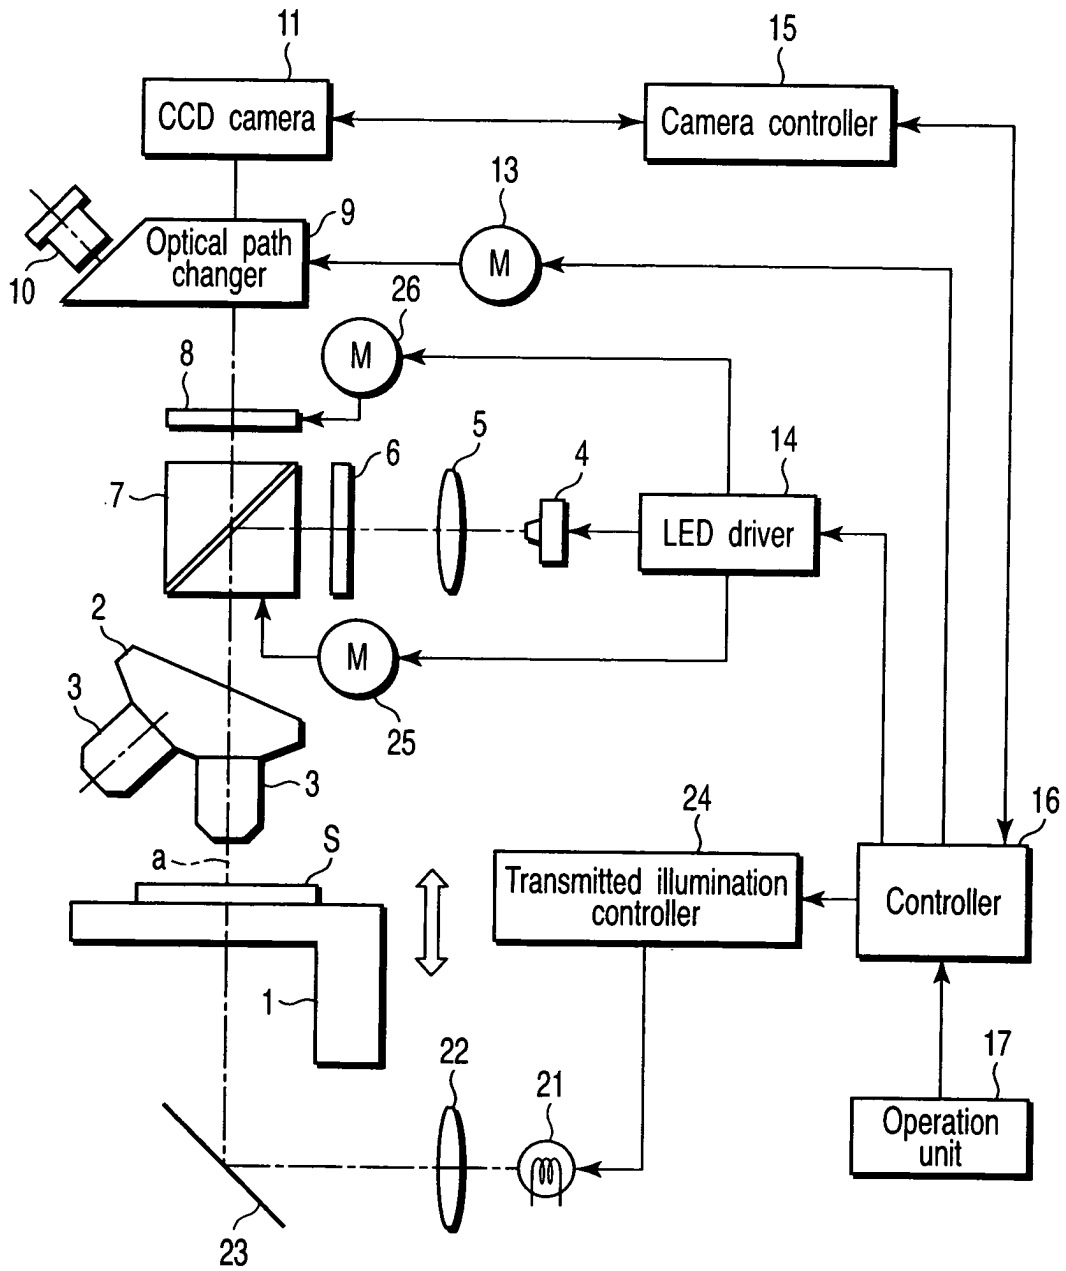 11
15
CCD camera
Camera controller
13
9
M
Optical path
changer
10
26
M
8
5
6
4
14
7
LED driver
2
M
3
25
3
24
16
S
a
Transmitted illumination
controller
Controller
1
22
21
17
Operation
unit
23